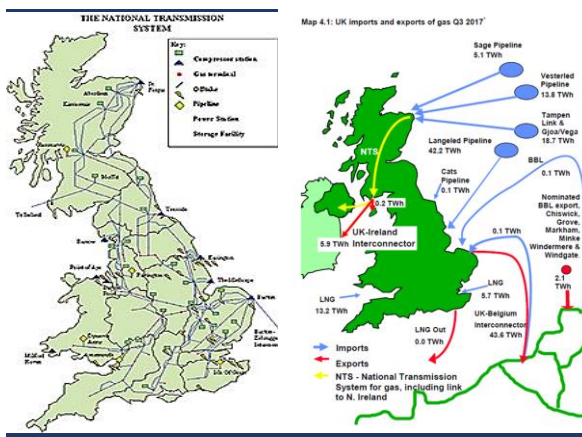 THE NATIONAL TRANSMISSION
SYSTEM
Key:
Compressor station
Gas terminal
Offtake
Pipeline
Power Station
Storage Facility
Aberdeen
St.
Fergus
Moffat
To Ireland
Teesside
Barrow
Easington
Point of Ayr
Theddlethorpe
Bacton
Milford
Haven
Isle Of Grain
Map 4.1: UK imports and exports of gas Q3 2017
Sage Pipeline
5.1 TWh
Vesterled
Pipeline
13.8 TWh
Tampen
Link &
Gjoa/Vega
18.7 TWh
Langeled Pipeline
42.2 TWh
BBL
0.1 TWh
NTS
Cats
Pipeline
0.1 TWh
Nominated
BBL export,
Chiswick,
Grove,
Markham,
Minke
Windermere &
Windgate.
2.1
TWh
0.2 TWh
UK-Ireland
Interconnector
5.9 TWh
0.1 TWh
LNG
13.2 TWh
LNG
5.7 TWh
UK-Belgium
Interconnector
43.6 TWh
LNG Out
0.0 TWh
Imports
Exports
NTS - National Transmission
System for gas, including link
to N. Ireland